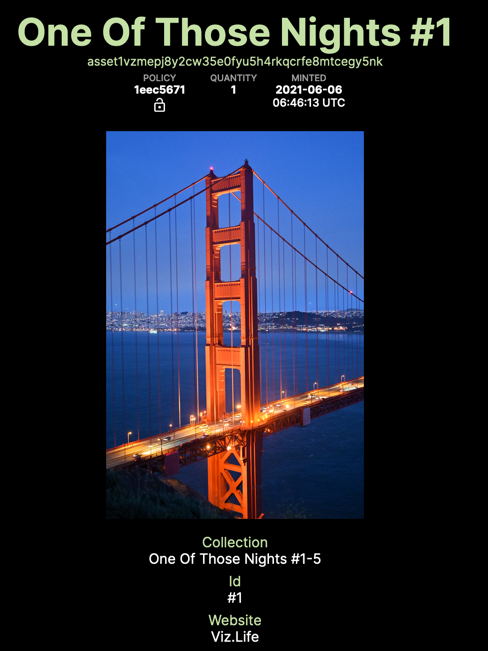 One Of Those Nights #1
asset1vzmepj8y2cw35e0fyu5h4rkqcrfe8mtcegy5nk
POLICY QUANTITY MINTED
1eec5671 1 2021-06-06
06:46:13 UTC
Collection
One Of Those Nights #1-5
Id
#1
Website
Viz.Life